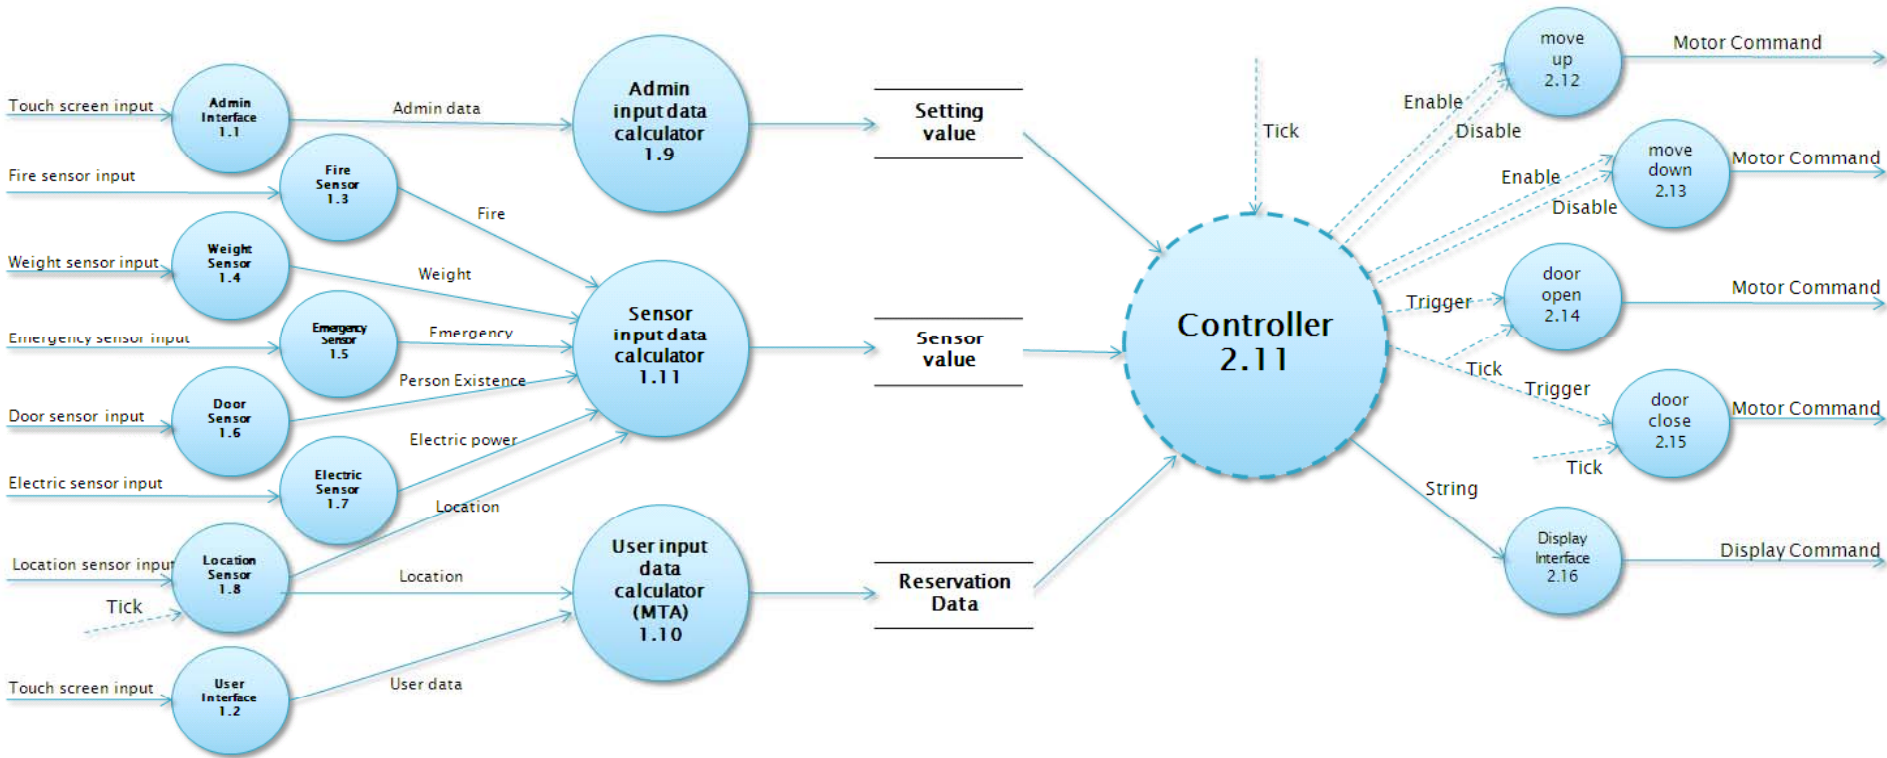 Touch screen input
Admin
Interface
1.1
Admin data
Admin
input data
calculator
1.9
Setting
value
Fire sensor input
Fire
Sensor
1.3
Fire
Weight sensor input
Weight
Sensor
1.4
Weight
Emergency sensor input
Emergency
Sensor
1.5
Emergency
Sensor
input data
calculator
1.11
Sensor
value
Door sensor input
Door
Sensor
1.6
Person Existence
Electric sensor input
Electric
Sensor
1.7
Electric power
Location sensor input
Location
Sensor
1.8
Location
Location
Tick
User input
data
calculator
(MTA)
1.10
Reservation
Data
Touch screen input
User
Interface
1.2
User data
Tick
Controller
2.11
Enable
Disable
move
up
2.12
Motor Command
Enable
Disable
move
down
2.13
Motor Command
Trigger
Tick
door
open
2.14
Motor Command
Trigger
Tick
door
close
2.15
Motor Command
String
Display
Interface
2.16
Display Command